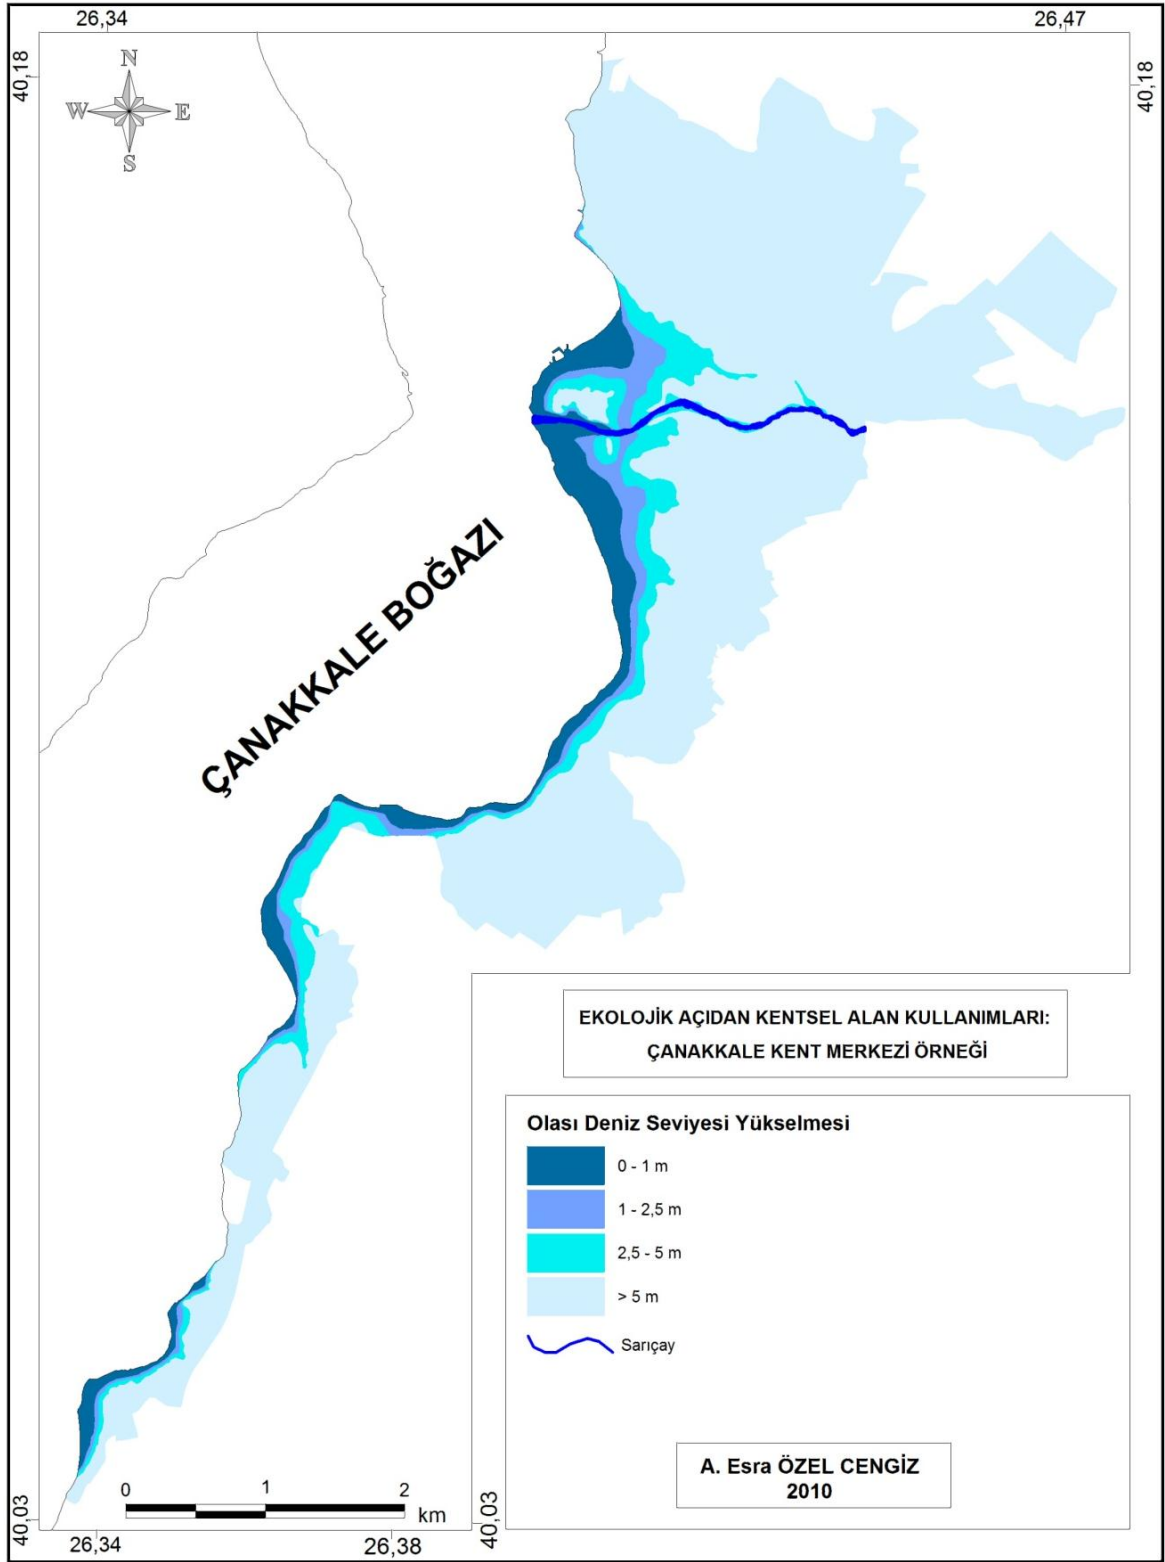 26,34
26,47
40,18
40,18
N
W
E
S
ÇANAKKALE BOĞAZI
EKOLOJİK AÇIDAN KENTSEL ALAN KULLANIMLARI:
ÇANAKKALE KENT MERKEZİ ÖRNEĞİ
Olası Deniz Seviyesi Yükselmesi
0 - 1 m
1 - 2,5 m
2,5 - 5 m
> 5 m
Sarıçay
A. Esra ÖZEL CENGİZ
2010
0
1
2
km
40,03
40,03
26,34
26,38